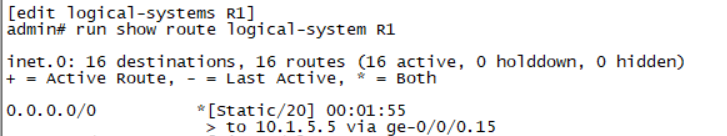 [edit logical-systems R1]
admin# run show route logical-system R1
inet.0: 16 destinations, 16 routes (16 active, 0 holddown, 0 hidden)
+ = Active Route, - = Last Active, * = Both
0.0.0.0/0 *[Static/20] 00:01:55
> to 10.1.5.5 via ge-0/0/0.15